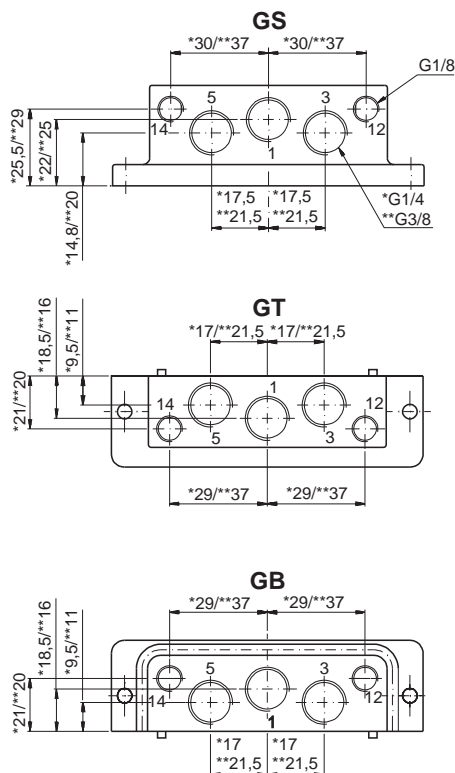 GS
*30/**37 *30/**37
G1/8
5 3
14 1 12
*25,5/**29
*22/**25
*14,8/**20
*17,5 *17,5
**21,5 **21,5
*G1/4
**G3/8
GT
*17/**21,5 *17/**21,5
*18,5/**16
*9,5/**11
*21/**20
14 1 12
5 3
*29/**37 *29/**37
GB
*29/**37 *29/**37
*18,5/**16
*9,5/**11
*21/**20
5 3
14 1 12
*17 *17
**21,5 **21,5